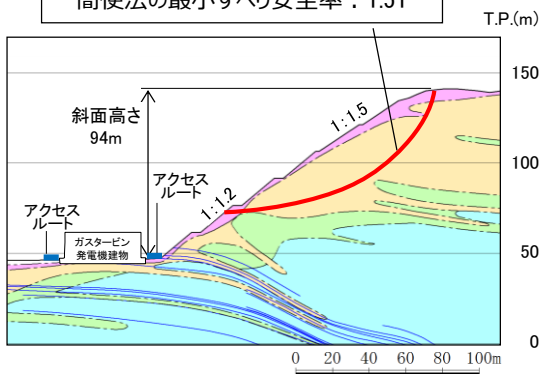 簡便法の最小すべり安全率：1.51
T.P.(m)
150
斜面高さ
94m
1：1.5
100
アクセス
ルート
1：1.2
アクセス
ルート
ガスタービン
発電機建物
50
0
0 20 40 60 80 100m